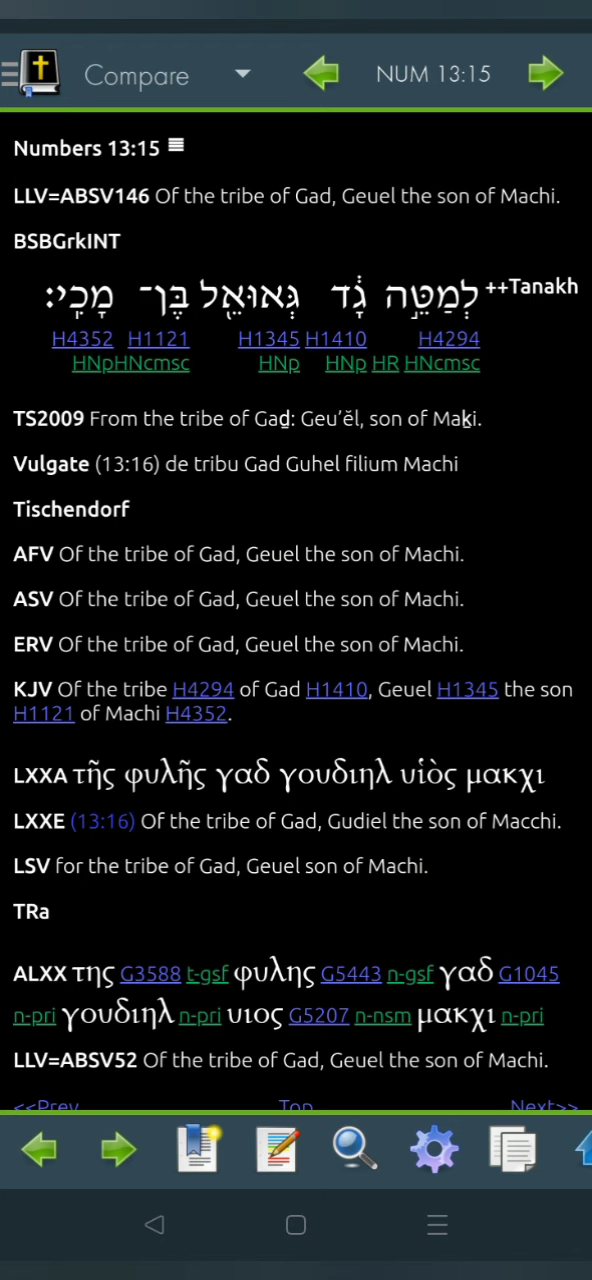 Compare
NUM 13:15
Numbers 13:15
LLV=ABSV146 Of the tribe of Gad, Geuel the son of Machi.
BSBGrkINT
לְמַטֵּ֣ה גָ֔ד גְּאוּאֵ֖ל בֶּן־ מָכִֽי׃ ++Tanakh
H4352 H1121 H1345 H1410 H4294
HNpHNcmsc HNp HNp HR HNcmsc
TS2009 From the tribe of Gaḏ: Geu’ĕl, son of Maḵi.
Vulgate (13:16) de tribu Gad Guhel filium Machi
Tischendorf
AFV Of the tribe of Gad, Geuel the son of Machi.
ASV Of the tribe of Gad, Geuel the son of Machi.
ERV Of the tribe of Gad, Geuel the son of Machi.
KJV Of the tribe H4294 of Gad H1410, Geuel H1345 the son
H1121 of Machi H4352.
LXXA τῆς φυλῆς γαδ γουδιηλ υἱὸς μακχι
LXXE (13:16) Of the tribe of Gad, Gudiel the son of Macchi.
LSV for the tribe of Gad, Geuel son of Machi.
TRa
ALXX της G3588 t-gsf φυλης G5443 n-gsf γαδ G1045
n-pri γουδιηλ n-pri υιος G5207 n-nsm μακχι n-pri
LLV=ABSV52 Of the tribe of Gad, Geuel the son of Machi.
<<Prev Top Next>>